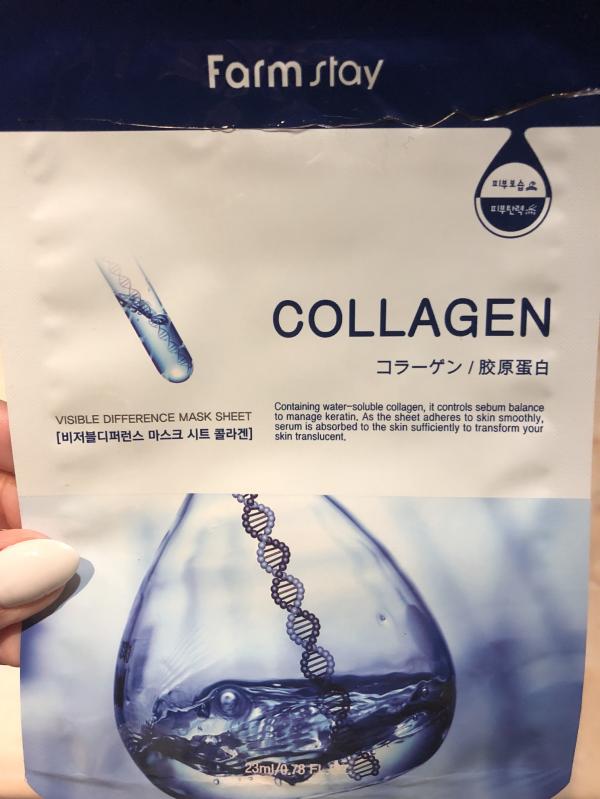 Farmstay
피부보습
피부탄력
COLLAGEN
コラーゲン / 胶原蛋白
VISIBLE DIFFERENCE MASK SHEET
[비저블디퍼런스 마스크 시트 콜라겐]
Containing water-soluble collagen, it controls sebum balance
to manage keratin. As the sheet adheres to skin smoothly,
serum is absorbed to the skin sufficiently to transform your
skin translucent.
23ml/0.78 Fl.